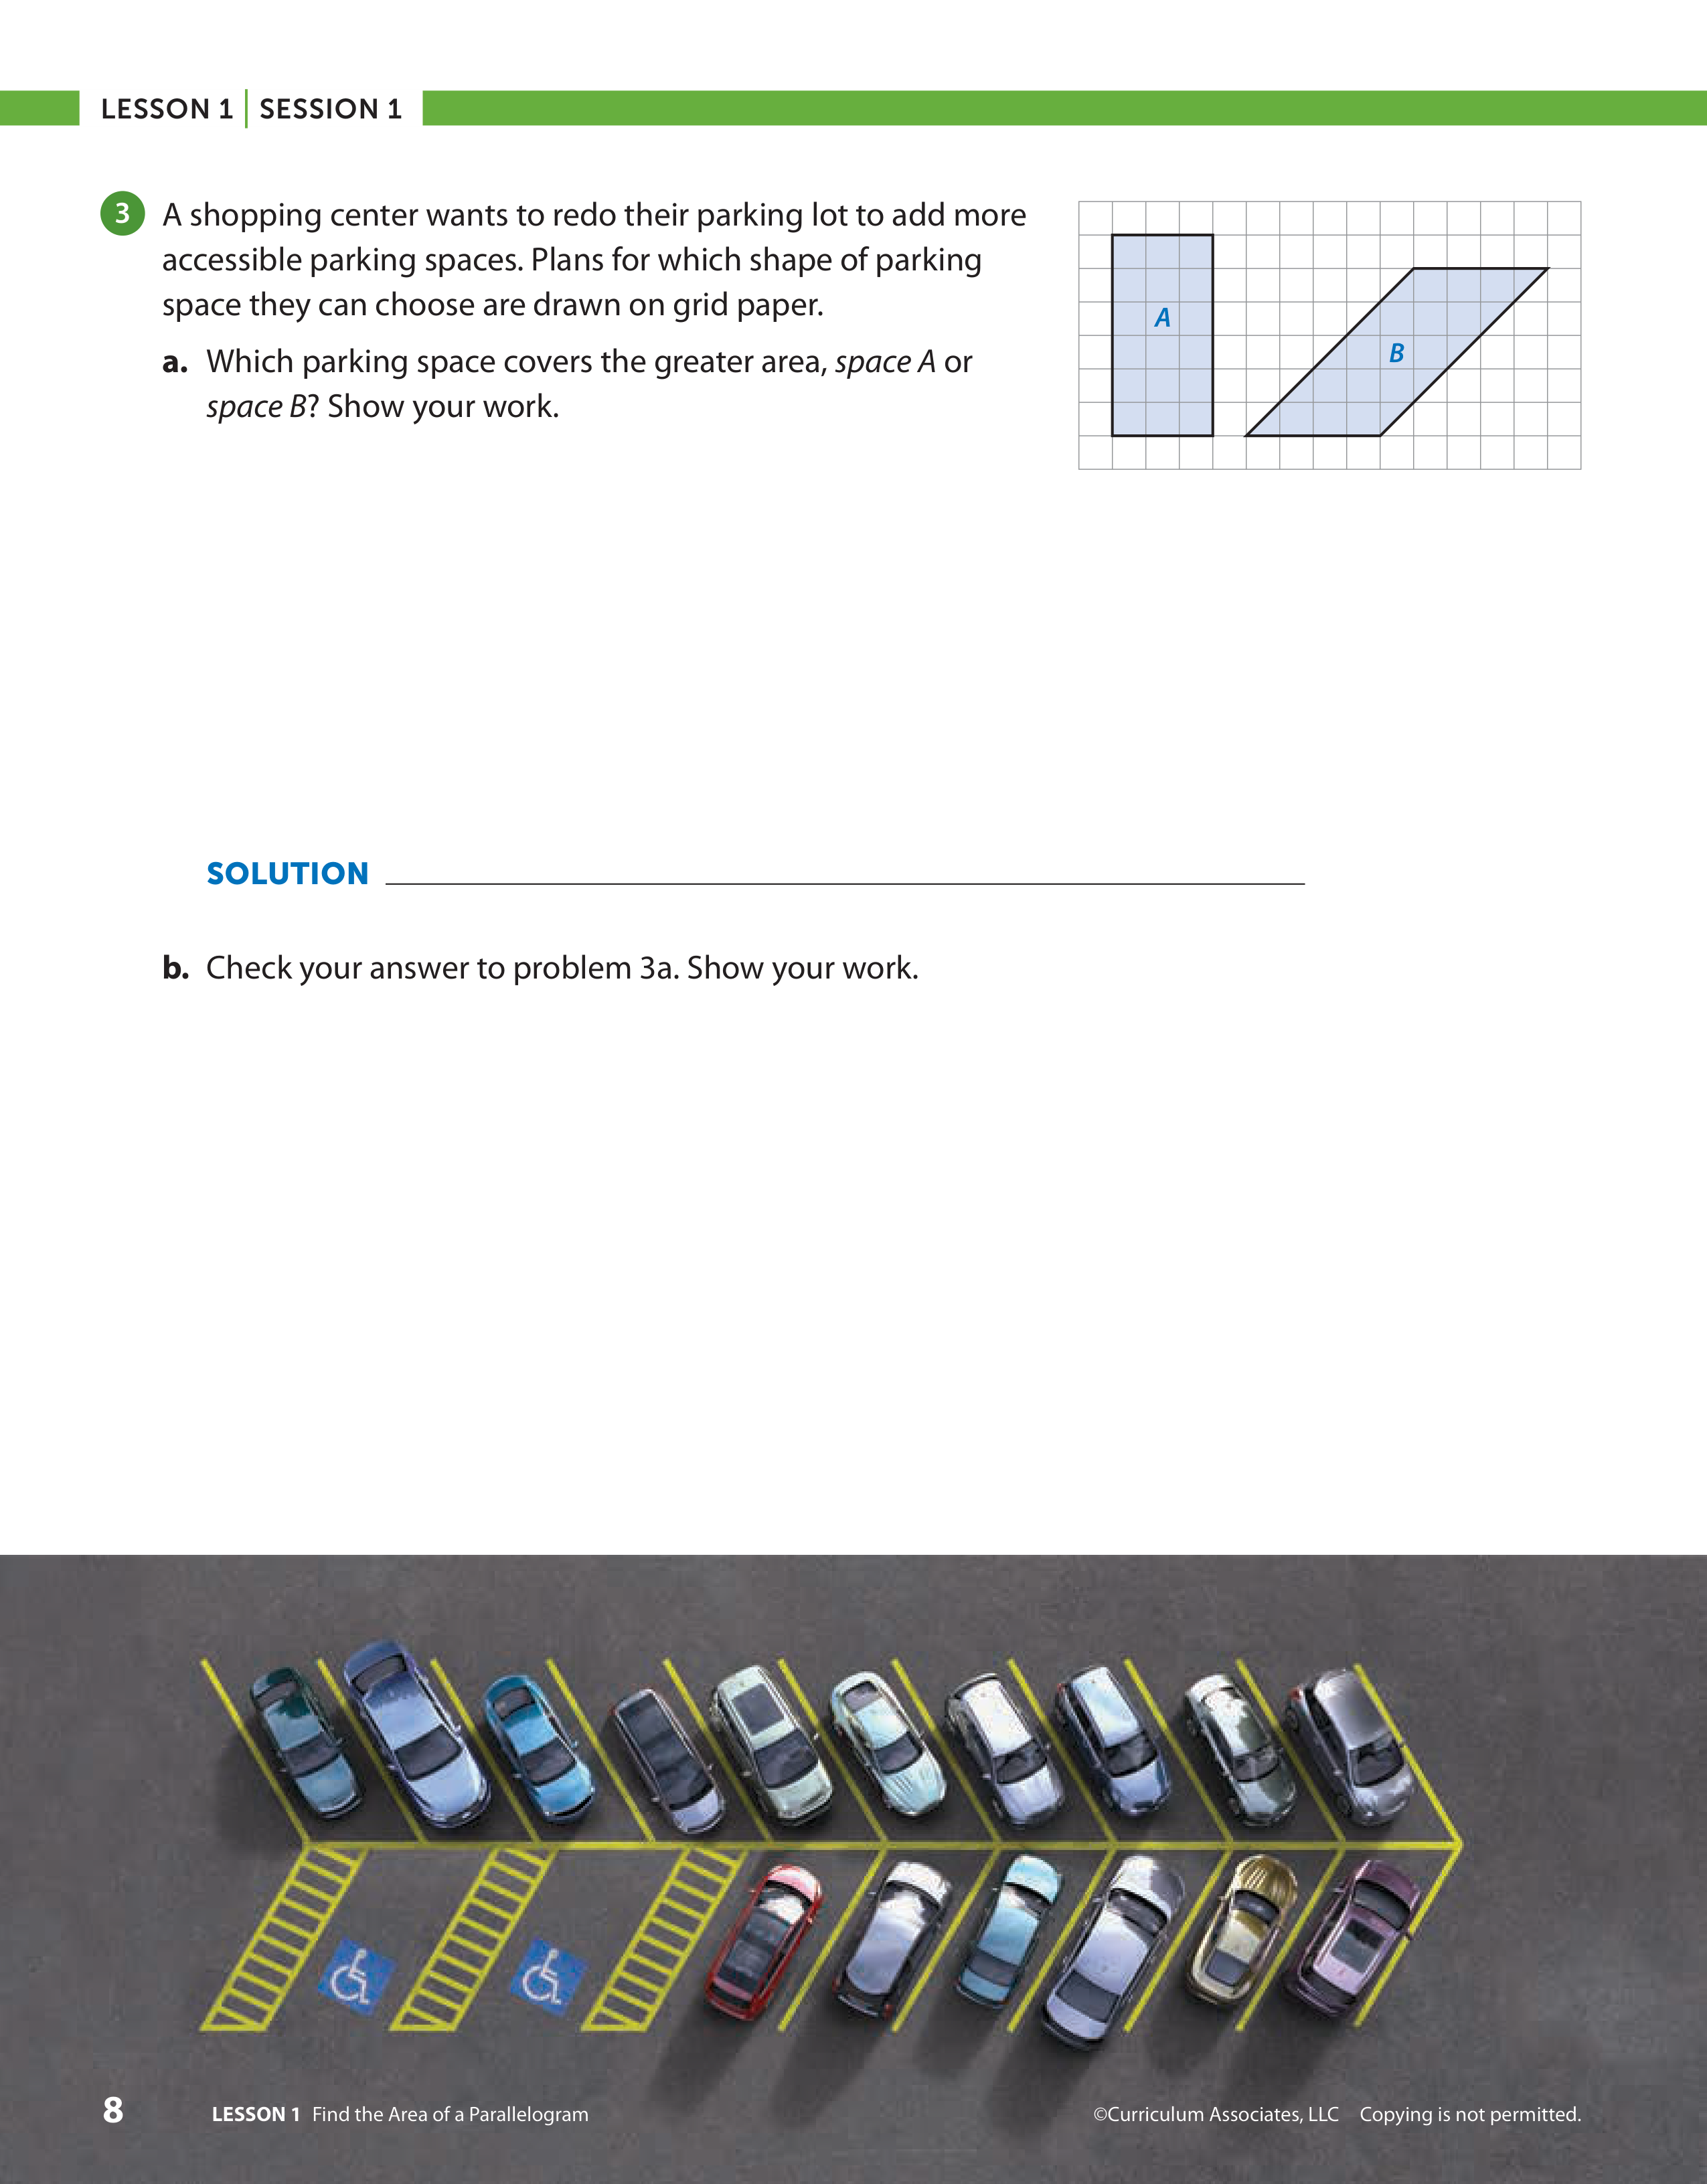 LESSON 1 | SESSION 1
3 A shopping center wants to redo their parking lot to add more
accessible parking spaces. Plans for which shape of parking
space they can choose are drawn on grid paper.
a. Which parking space covers the greater area, space A or
space B? Show your work.
A
B
SOLUTION
b. Check your answer to problem 3a. Show your work.
8 LESSON 1 Find the Area of a Parallelogram ©Curriculum Associates, LLC Copying is not permitted.